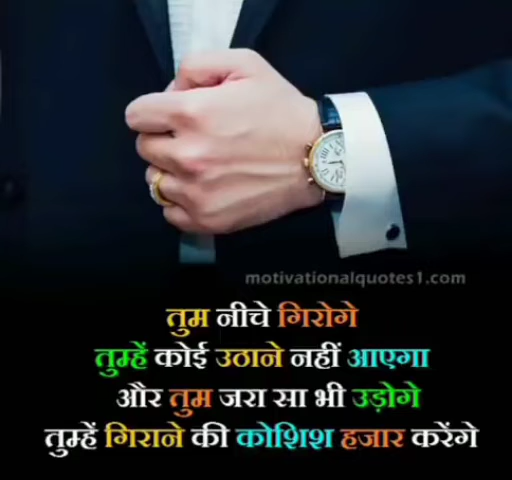 motivationalquotes1.com
तुम नीचे गिरोगे
तुम्हें कोई उठाने नहीं आएगा
और तुम जरा सा भी उड़ोगे
तुम्हें गिराने की कोशिश हजार करेंगे